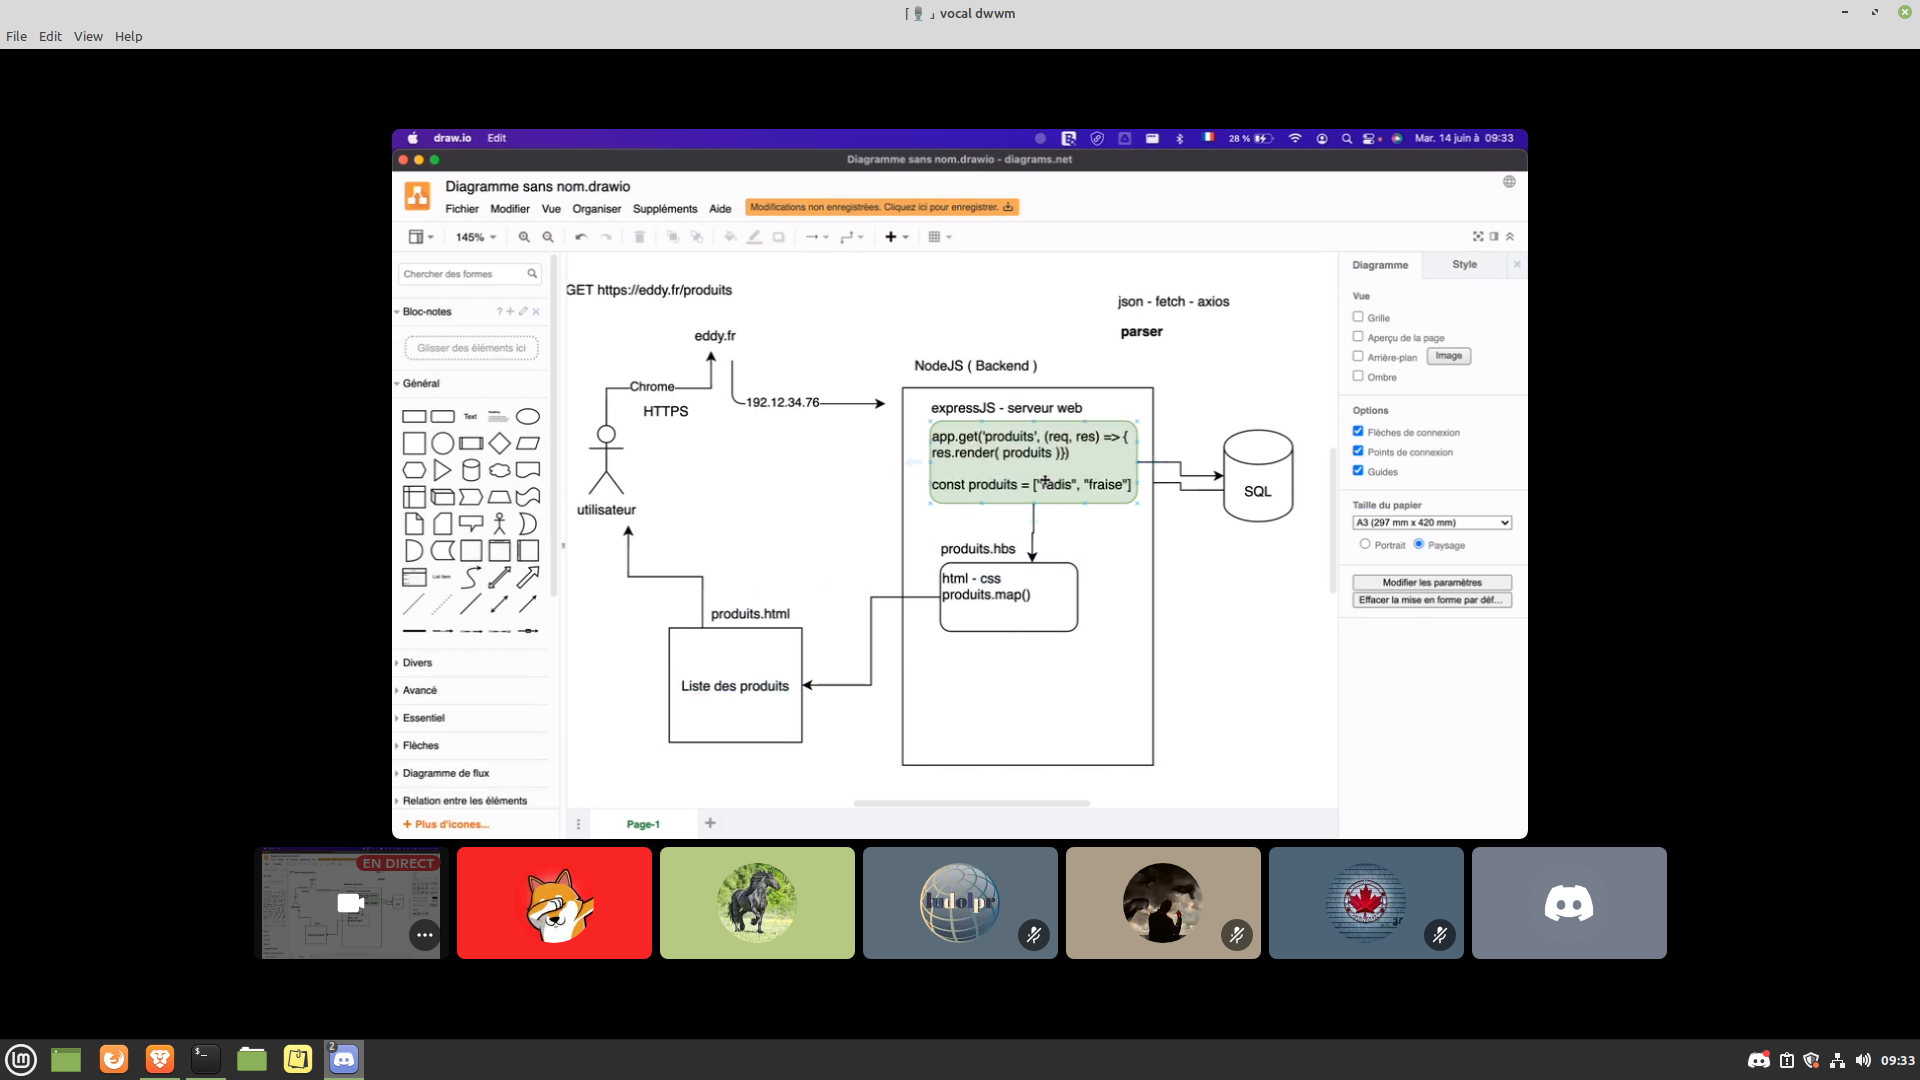 「🎙️」vocal dwwm
File Edit View Help
draw.io Edit
28 % Mar. 14 juin à 09:33
Diagramme sans nom.drawio - diagrams.net
Diagramme sans nom.drawio
Fichier Modifier Vue Organiser Suppléments Aide
Modifications non enregistrées. Cliquez ici pour enregistrer.
145%
Chercher des formes
Bloc-notes
?
Glisser des éléments ici
Général
Text
Heading
List Item
Divers
Avancé
Essentiel
Flèches
Diagramme de flux
Relation entre les éléments
+ Plus d'icones...
GET https://eddy.fr/produits
eddy.fr
Chrome
HTTPS
192.12.34.76
utilisateur
produits.html
Liste des produits
json - fetch - axios
parser
NodeJS ( Backend )
expressJS - serveur web
app.get('produits', (req, res) => {
res.render( produits )})
const produits = ["radis", "fraise"]
SQL
produits.hbs
html - css
produits.map()
Page-1
Diagramme Style
Vue
Grille
Aperçu de la page
Arrière-plan Image
Ombre
Options
Flèches de connexion
Points de connexion
Guides
Taille du papier
A3 (297 mm x 420 mm)
Portrait Paysage
Modifier les paramètres
Effacer la mise en forme par déf...
EN DIRECT
ludolpr
2
09:33